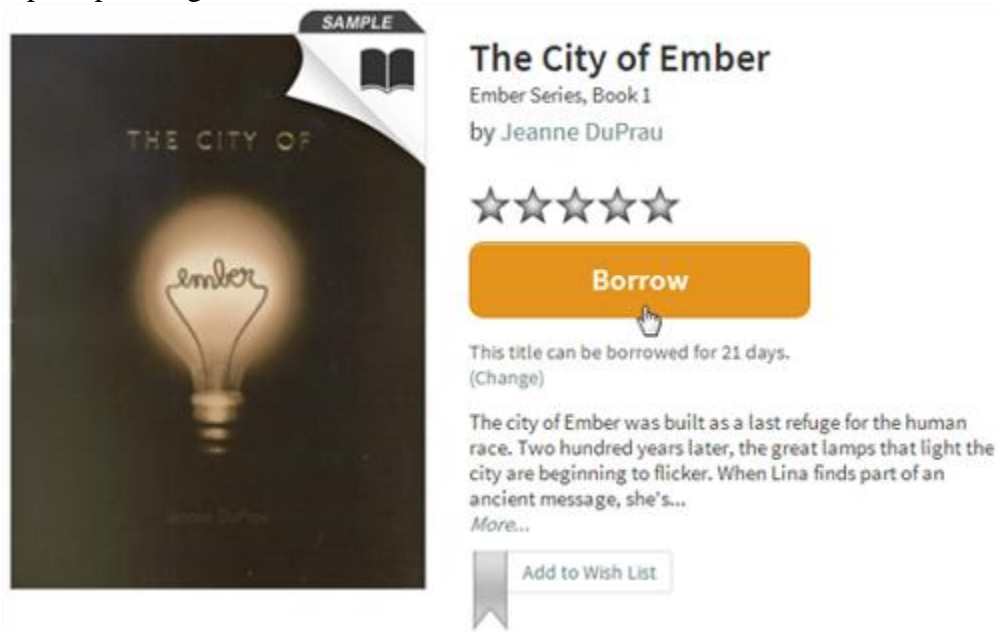 SAMPLE
THE CITY OF
ember
Jeanne DuPrau
The City of Ember
Ember Series, Book 1
by Jeanne DuPrau
Borrow
This title can be borrowed for 21 days.
(Change)
The city of Ember was built as a last refuge for the human
race. Two hundred years later, the great lamps that light the
city are beginning to flicker. When Lina finds part of an
ancient message, she's...
More...
Add to Wish List